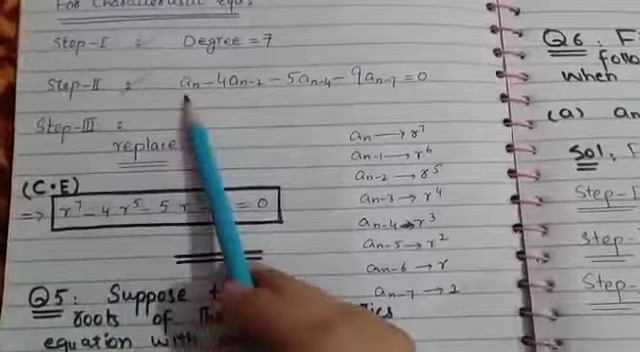 For Characteristic equ:
Step-I : Degree = 7
Step-II : an - 4an-2 - 5an-4 - 9an-7 = 0
Step-III :
replace
an → r⁷
an-1 → r⁶
an-2 → r⁵
an-3 → r⁴
an-4 → r³
an-5 → r²
an-6 → r
an-7 → 1
(C.E)
⇒ r⁷ - 4r⁵ - 5r = 0
Q5: Suppose
roots of the
equation with
Q6: F
follo
when
(a) an
Sol:
Step-I
Step-
Step-